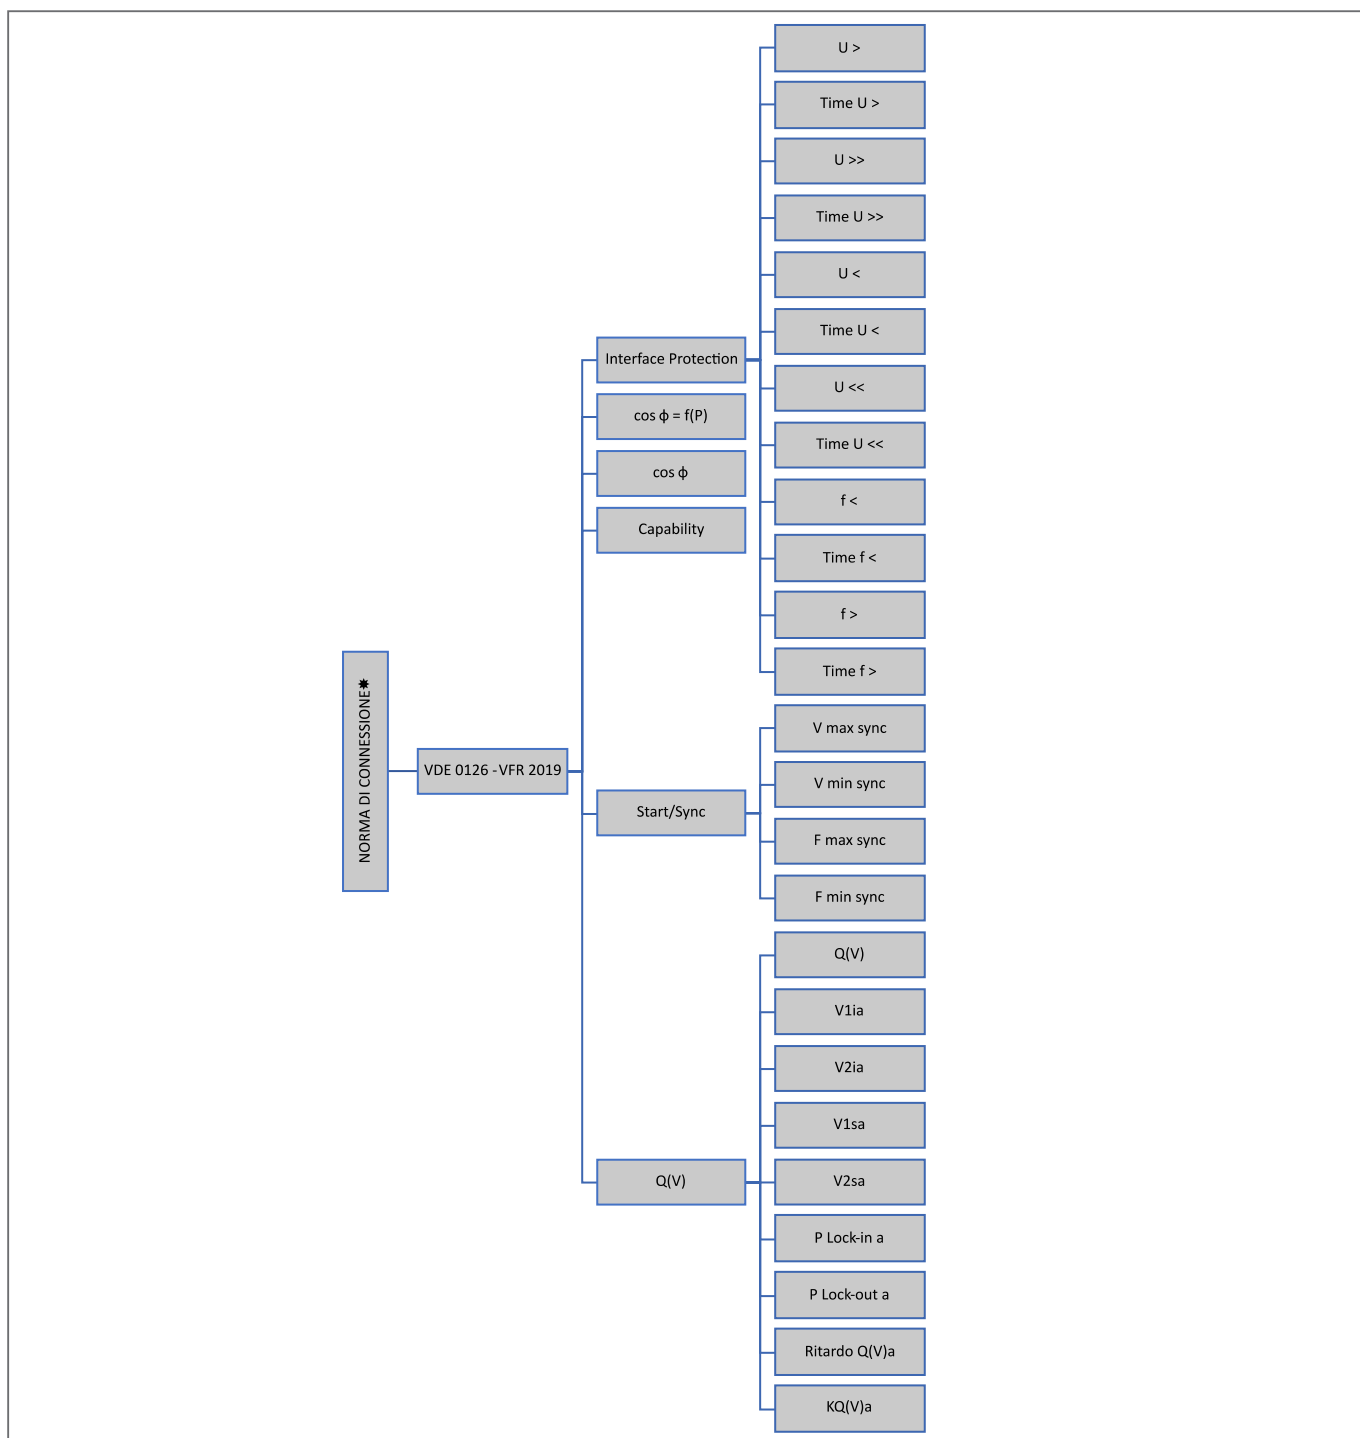 NORMA DI CONNESSIONE✸
VDE 0126 - VFR 2019
Interface Protection
U >
Time U >
U >>
Time U >>
U <
Time U <
U <<
Time U <<
f <
Time f <
f >
Time f >
cos ϕ = f(P)
cos ϕ
Capability
Start/Sync
V max sync
V min sync
F max sync
F min sync
Q(V)
Q(V)
V1ia
V2ia
V1sa
V2sa
P Lock-in a
P Lock-out a
Ritardo Q(V)a
KQ(V)a